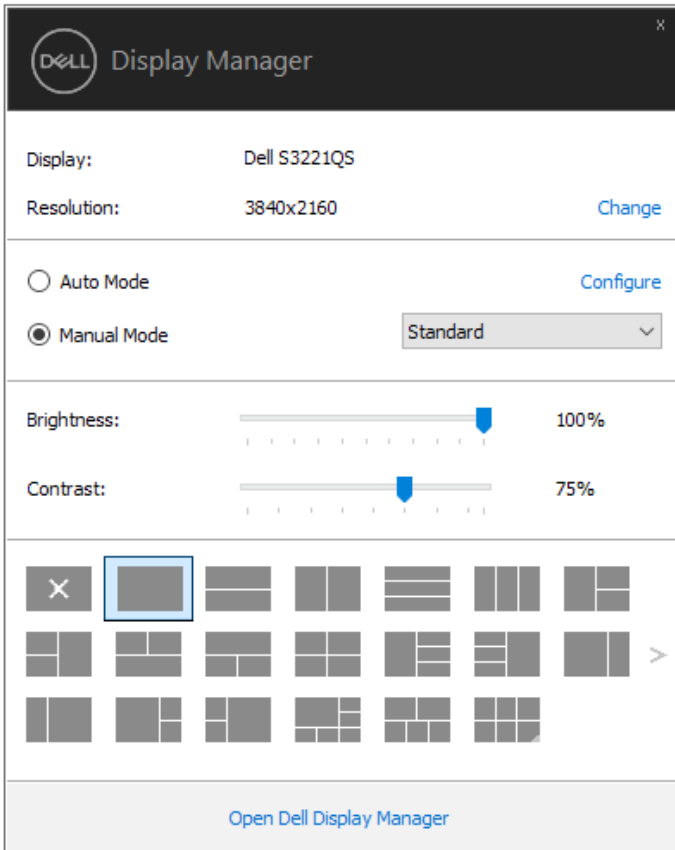 x
DELL Display Manager
Display: Dell S3221QS
Resolution: 3840x2160 Change
Auto Mode Configure
Manual Mode Standard
Brightness: 100%
Contrast: 75%
Open Dell Display Manager